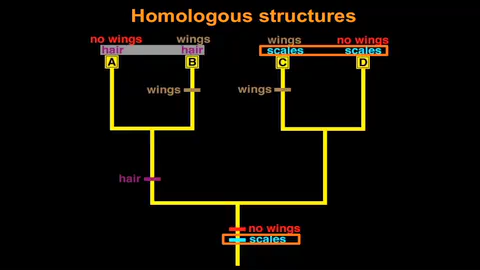 Homologous structures
no wings wings wings no wings
hair hair scales scales
A B C D
wings wings
hair
no wings
scales